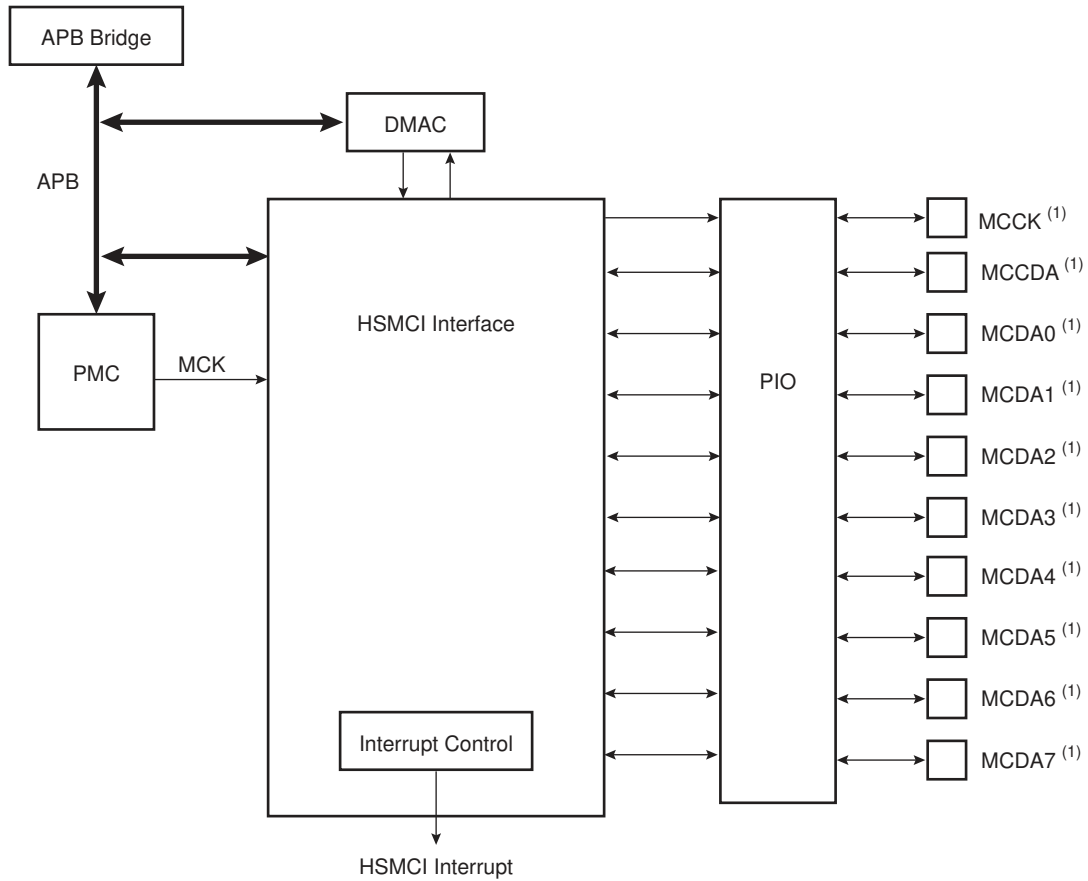 APB Bridge
DMAC
APB
MCCK (1)
MCCDA (1)
HSMCI Interface
MCDA0 (1)
PMC
MCK
PIO
MCDA1 (1)
MCDA2 (1)
MCDA3 (1)
MCDA4 (1)
MCDA5 (1)
MCDA6 (1)
Interrupt Control
MCDA7 (1)
HSMCI Interrupt